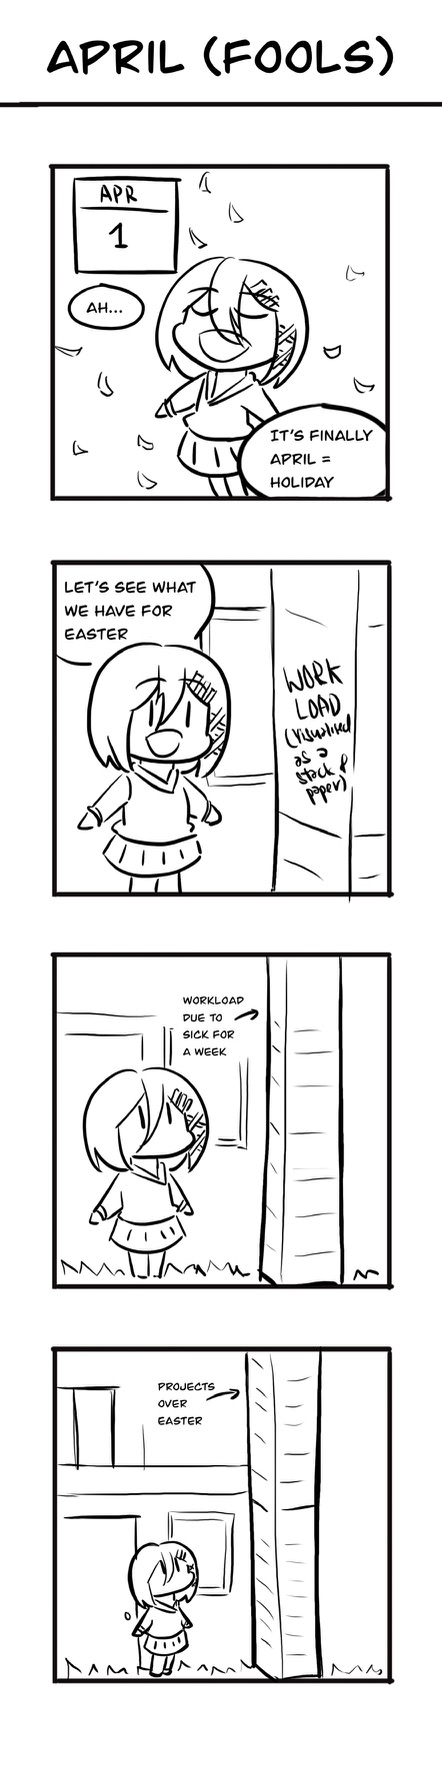 APRIL (FOOLS)
APR
1
AH...
IT'S FINALLY
APRIL =
HOLIDAY
LET'S SEE WHAT
WE HAVE FOR
EASTER
WORK
LOAD
(visualised
as a
stack of
paper)
WORKLOAD
DUE TO
SICK FOR
A WEEK
PROJECTS
OVER
EASTER